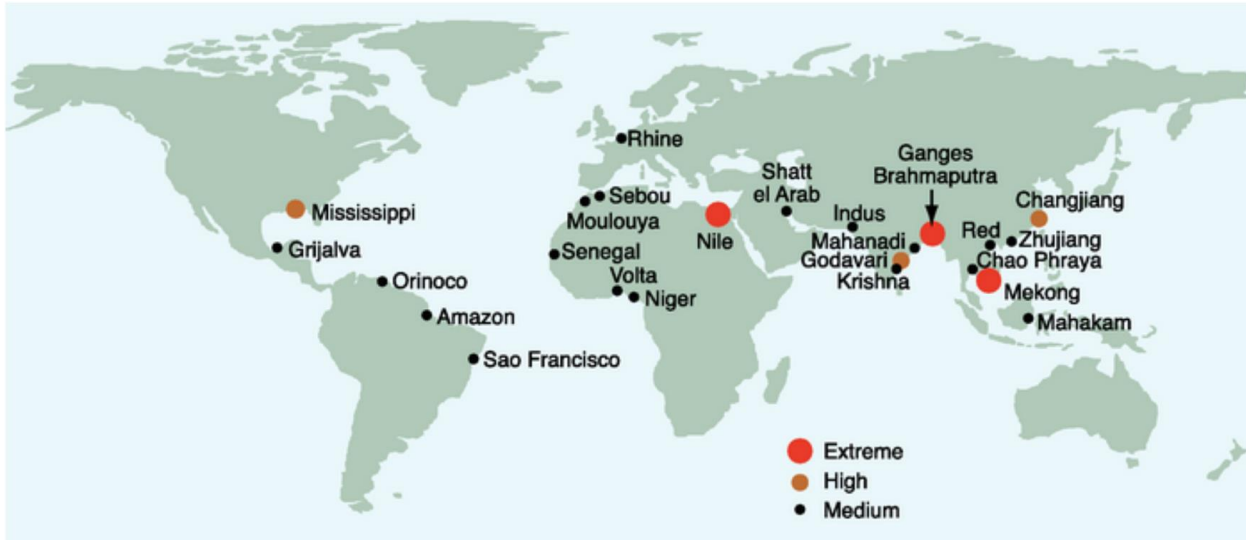 Rhine
Ganges
Brahmaputra
Shatt
el Arab
Sebou
Changjiang
Mississippi
Moulouya
Indus
Red
Zhujiang
Nile
Mahanadi
Grijalva
Senegal
Godavari
Chao Phraya
Volta
Krishna
Orinoco
Niger
Mekong
Amazon
Mahakam
Sao Francisco
Extreme
High
Medium